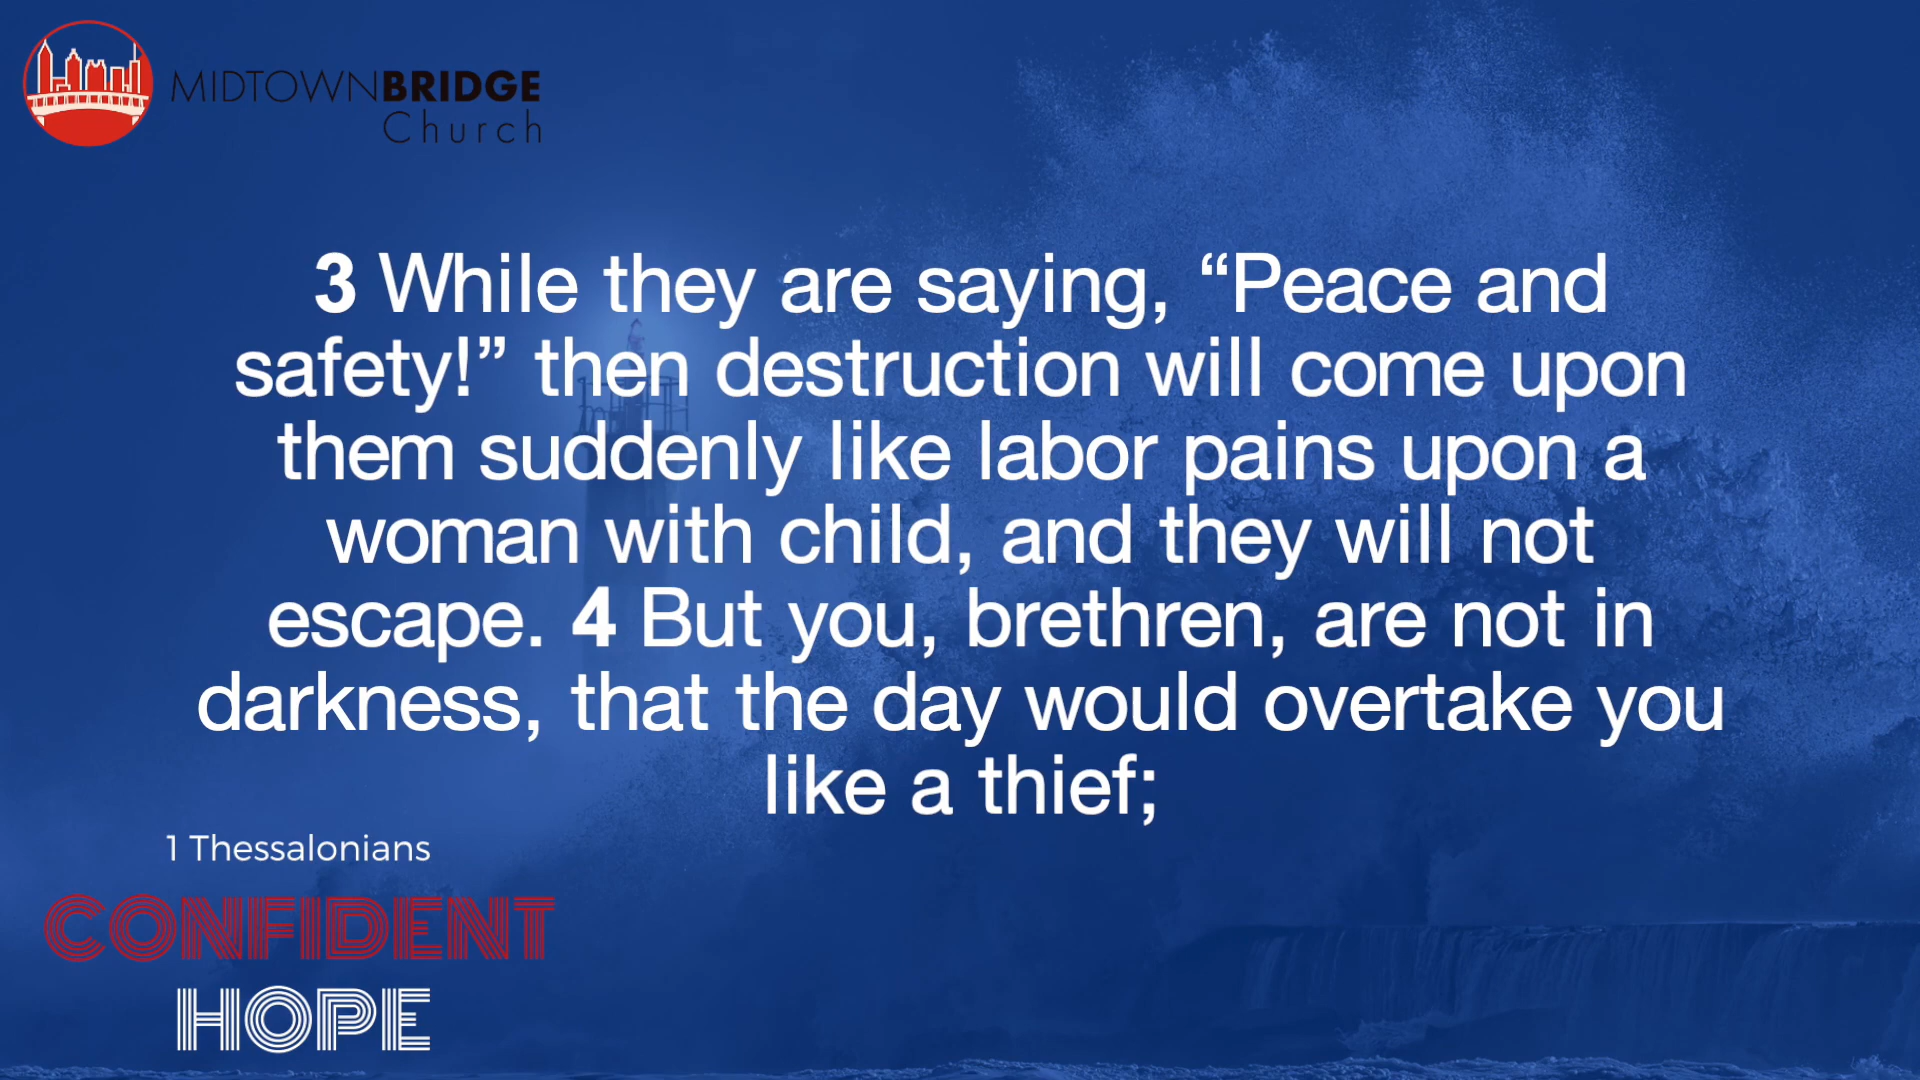 MIDTOWNBRIDGE
Church
3 While they are saying, “Peace and
safety!” then destruction will come upon
them suddenly like labor pains upon a
woman with child, and they will not
escape. 4 But you, brethren, are not in
darkness, that the day would overtake you
like a thief;
1 Thessalonians
CONFIDENT
HOPE